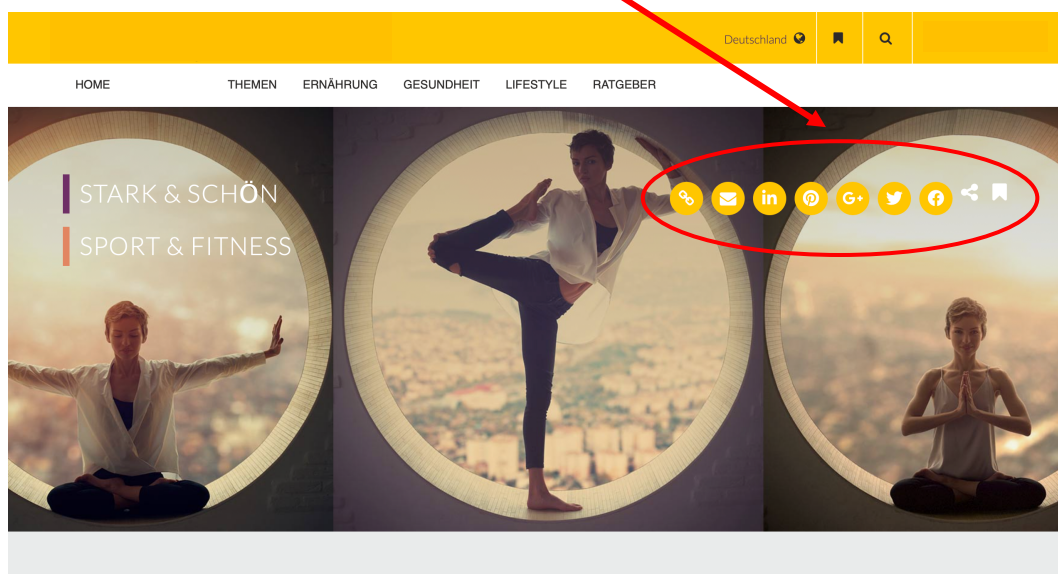 Deutschland
HOME THEMEN ERNÄHRUNG GESUNDHEIT LIFESTYLE RATGEBER
STARK & SCHÖN
SPORT & FITNESS
in G+